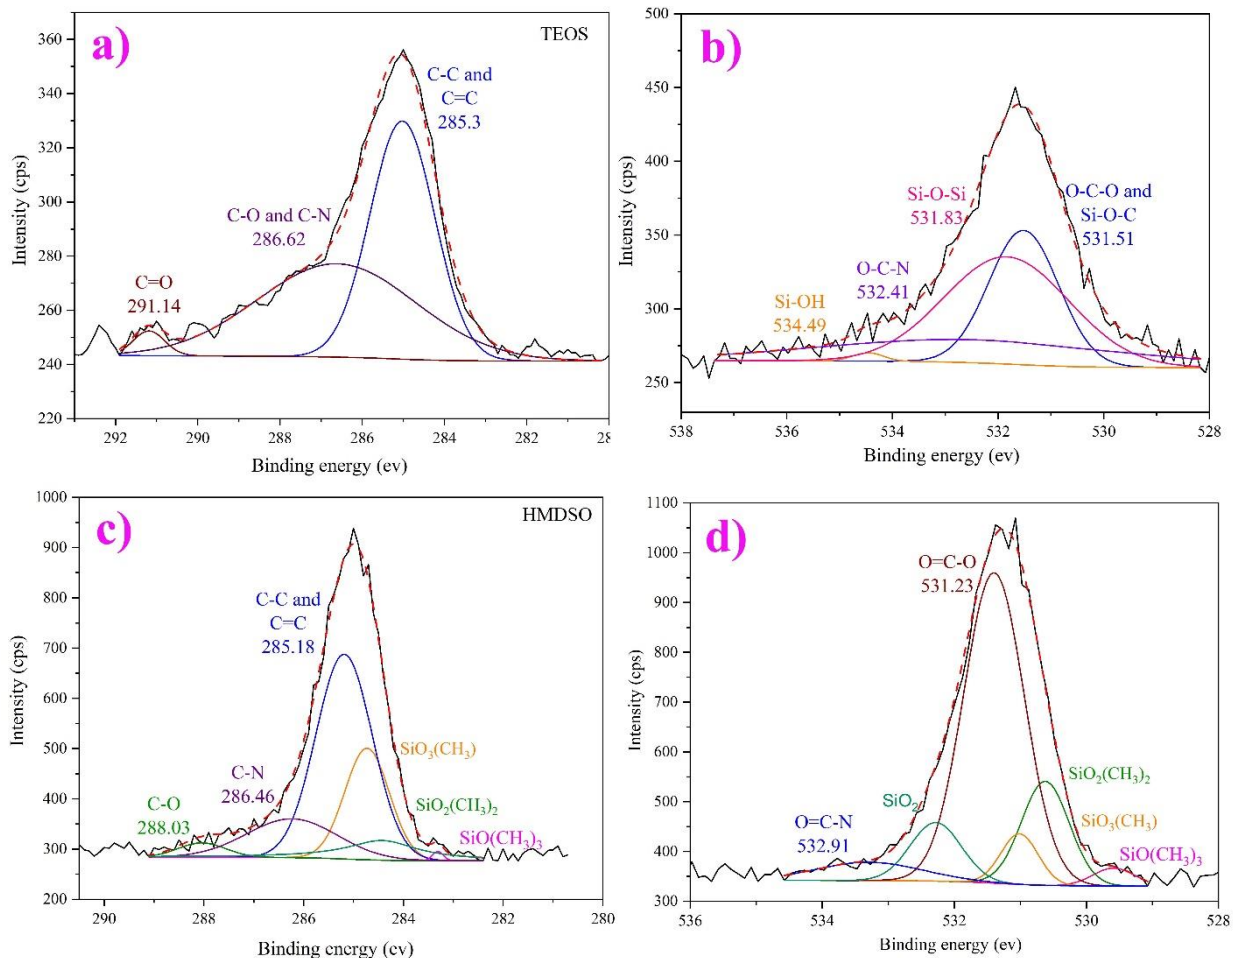 a)
TEOS
C-C and
C=C
285.3
C-O and C-N
286.62
C=O
291.14
360
340
320
300
280
260
240
220
292
290
288
286
284
282
28
Intensity (cps)
Binding energy (ev)
b)
Si-O-Si
531.83
O-C-O and
Si-O-C
531.51
O-C-N
532.41
Si-OH
534.49
500
450
400
350
300
250
538
536
534
532
530
528
Intensity (cps)
Binding energy (ev)
c)
HMDSO
C-C and
C=C
285.18
C-N
286.46
C-O
288.03
SiO₃(CH₃)
SiO₂(CH₃)₂
SiO(CH₃)₃
1000
900
800
700
600
500
400
300
200
290
288
286
284
282
280
Intensity (cps)
Binding energy (ev)
d)
O=C-O
531.23
SiO₂
O=C-N
532.91
SiO₂(CH₃)₂
SiO₃(CH₃)
SiO(CH₃)₃
1100
1000
900
800
700
600
500
400
300
536
534
532
530
528
Intensity (cps)
Binding energy (ev)